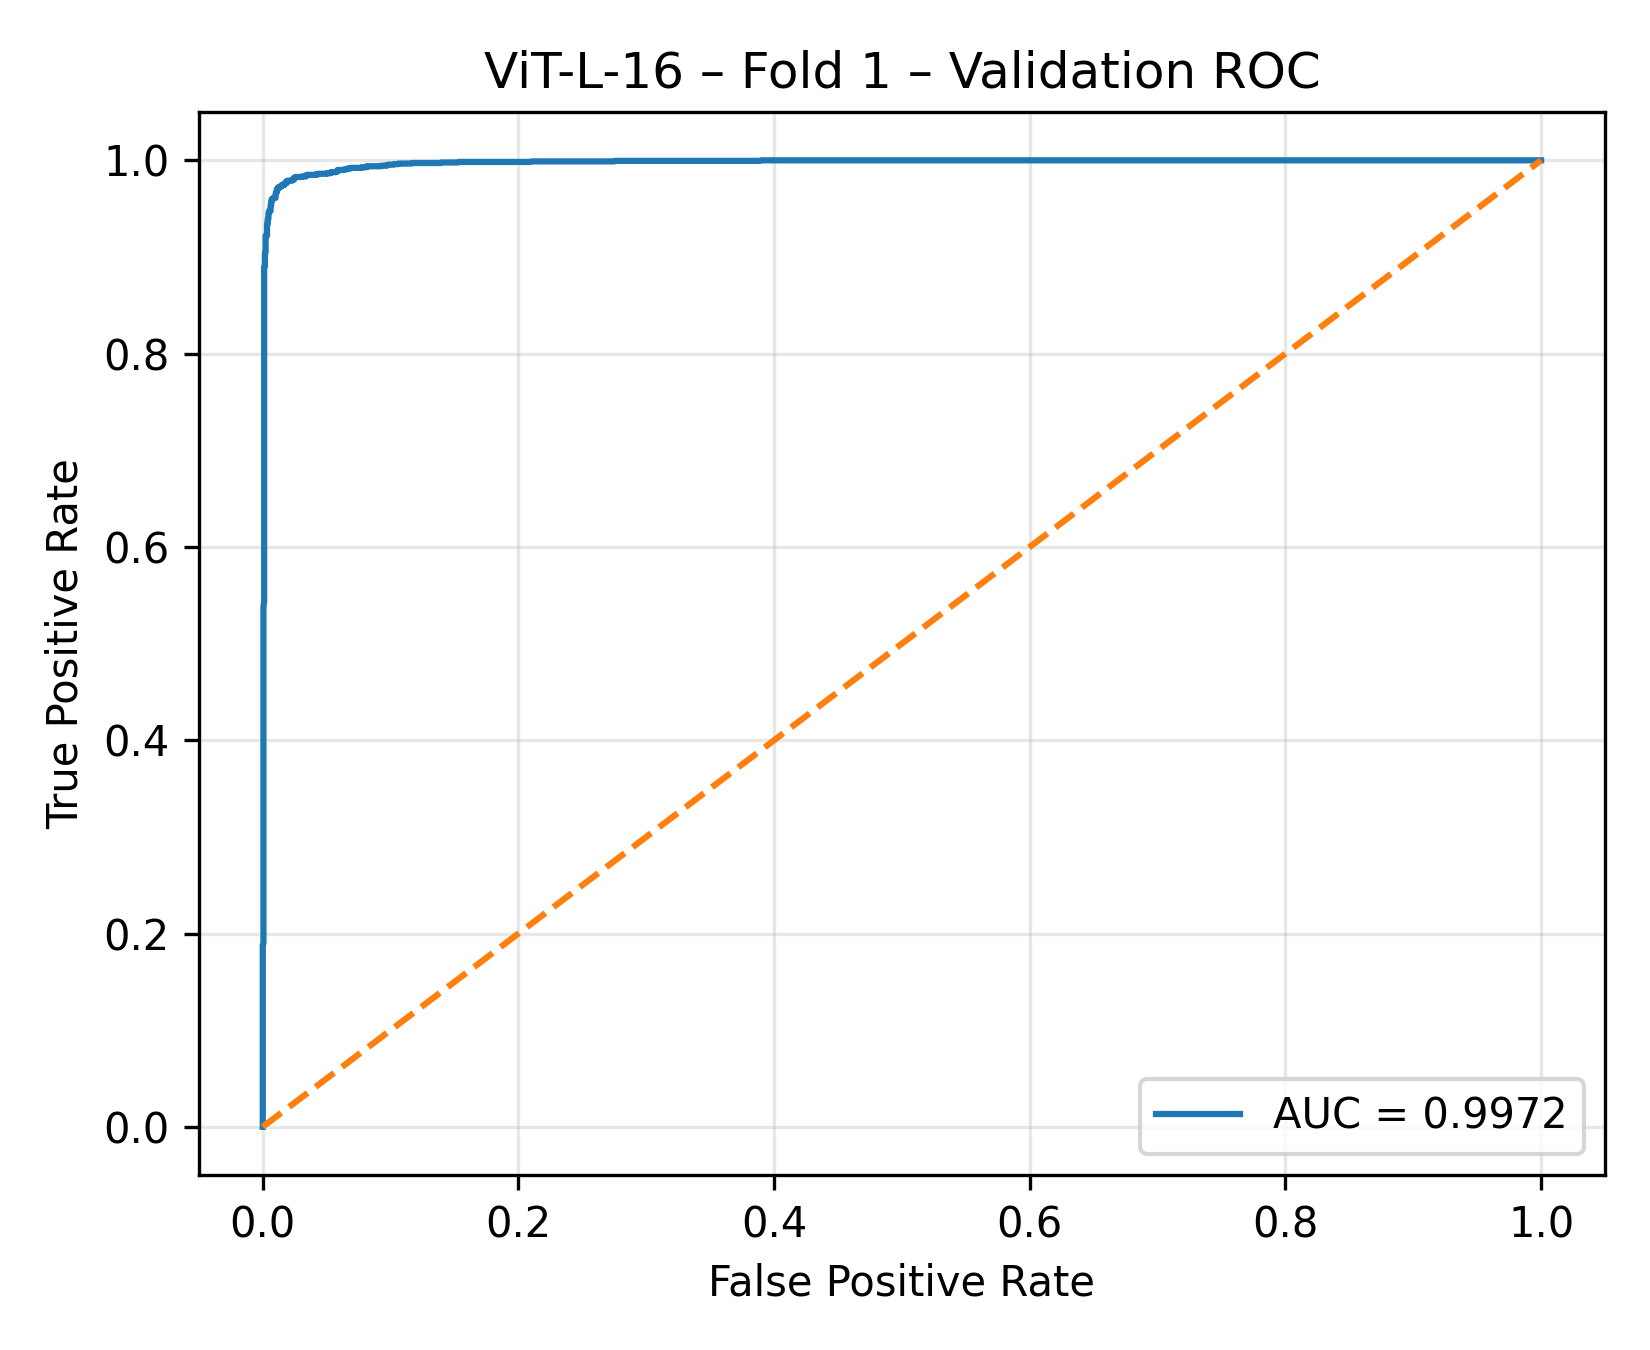 ViT-L-16 – Fold 1 – Validation ROC
True Positive Rate
1.0
0.8
0.6
0.4
0.2
0.0
0.0 0.2 0.4 0.6 0.8 1.0
False Positive Rate
AUC = 0.9972